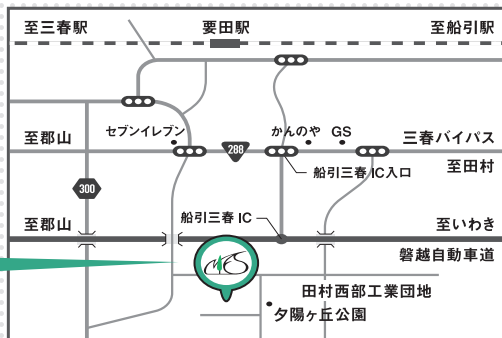 至三春駅
要田駅
至船引駅
至郡山
セブンイレブン
288
かんのや
GS
三春バイパス
船引三春IC入口
至田村
300
至郡山
船引三春IC
至いわき
磐越自動車道
田村西部工業団地
夕陽ヶ丘公園